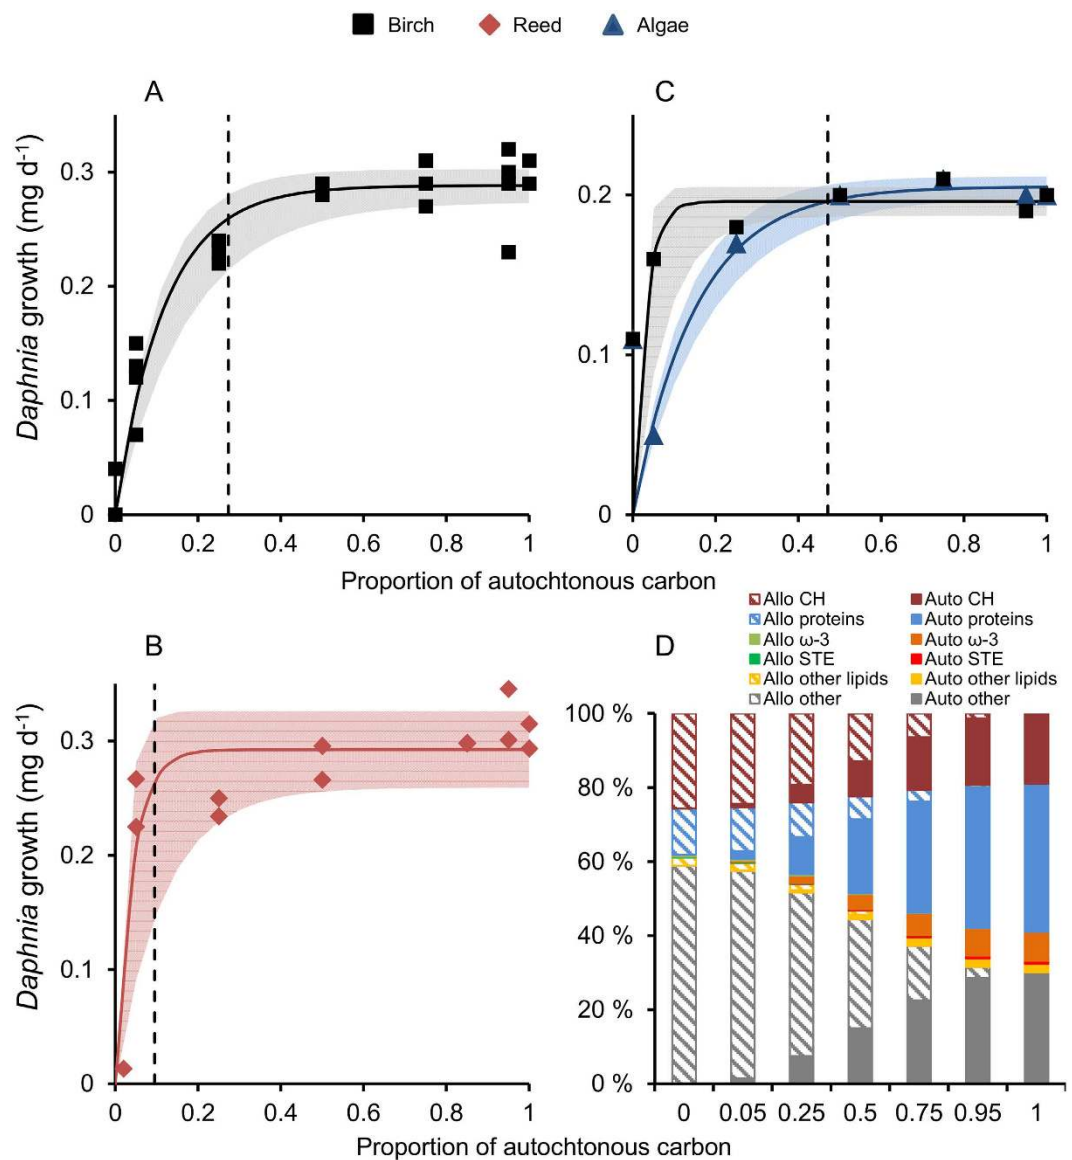 Birch Reed Algae
A
C
Daphnia growth (mg d-1)
0.3
0.2
0.1
0
0 0.2 0.4 0.6 0.8 1
0.2
0.1
0
0 0.2 0.4 0.6 0.8 1
Proportion of autochtonous carbon
Allo CH Auto CH
Allo proteins Auto proteins
Allo ω-3 Auto ω-3
Allo STE Auto STE
Allo other lipids Auto other lipids
Allo other Auto other
B
D
Daphnia growth (mg d-1)
0.3
0.2
0.1
0
0 0.2 0.4 0.6 0.8 1
100 %
80 %
60 %
40 %
20 %
0 %
0 0.05 0.25 0.5 0.75 0.95 1
Proportion of autochtonous carbon